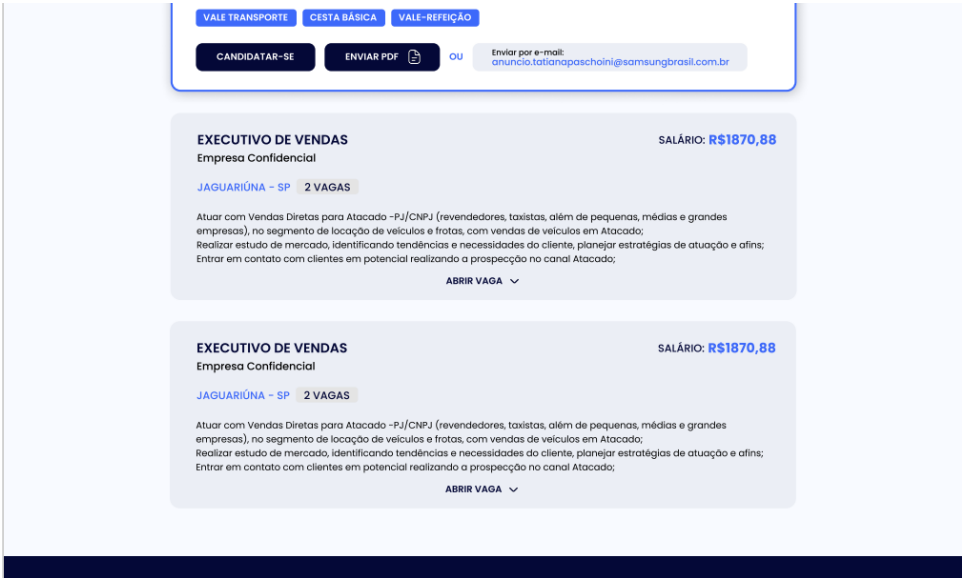 VALE TRANSPORTE CESTA BÁSICA VALE-REFEIÇÃO
CANDIDATAR-SE ENVIAR PDF OU Enviar por e-mail:
anuncio.tatianapaschoini@samsungbrasil.com.br
EXECUTIVO DE VENDAS SALÁRIO: R$1870,88
Empresa Confidencial
JAGUARIÚNA - SP 2 VAGAS
Atuar com Vendas Diretas para Atacado -PJ/CNPJ (revendedores, taxistas, além de pequenas, médias e grandes
empresas), no segmento de locação de veículos e frotas, com vendas de veículos em Atacado;
Realizar estudo de mercado, identificando tendências e necessidades do cliente, planejar estratégias de atuação e afins;
Entrar em contato com clientes em potencial realizando a prospecção no canal Atacado;
ABRIR VAGA
EXECUTIVO DE VENDAS SALÁRIO: R$1870,88
Empresa Confidencial
JAGUARIÚNA - SP 2 VAGAS
Atuar com Vendas Diretas para Atacado -PJ/CNPJ (revendedores, taxistas, além de pequenas, médias e grandes
empresas), no segmento de locação de veículos e frotas, com vendas de veículos em Atacado;
Realizar estudo de mercado, identificando tendências e necessidades do cliente, planejar estratégias de atuação e afins;
Entrar em contato com clientes em potencial realizando a prospecção no canal Atacado;
ABRIR VAGA